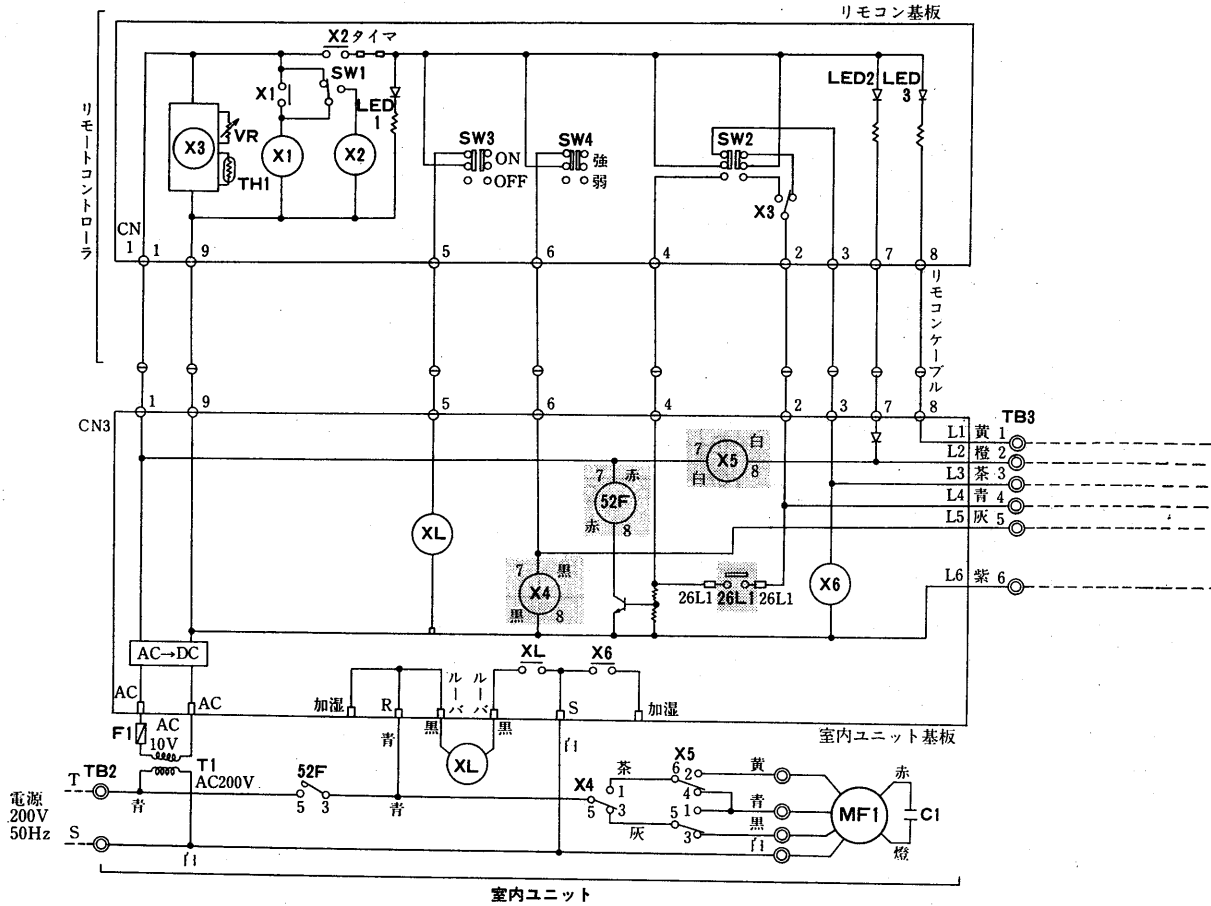 リモコン基板
リモートコントローラ
X2 タイマ
SW1
X1
LED1
LED2
LED3
VR
X3
TH1
X1
X2
SW3
ON
OFF
SW4
強
弱
SW2
X3
CN1
1
9
5
6
4
2
3
7
8
リモコンケーブル
CN3
1
9
5
6
4
2
3
7
8
TB3
L1 黄 1
L2 橙 2
L3 茶 3
L4 青 4
L5 灰 5
L6 紫 6
7
X5
白
白
8
7
赤
52F
赤
8
XL
7
黒
X4
黒
8
26L1
26L1
26L1
X6
AC→DC
AC
AC
加湿
R
ルーバ
ルーバ
XL
X6
S
加湿
室内ユニット基板
F1
AC
10V
T1
AC200V
青
黒
黒
XL
白
電源
200V
50Hz
T
TB2
S
青
白
52F
5
3
青
X4
5
茶
1
3
灰
X5
6
2
4
1
5
3
黄
青
黒
白
MF1
赤
C1
燈
室内ユニット